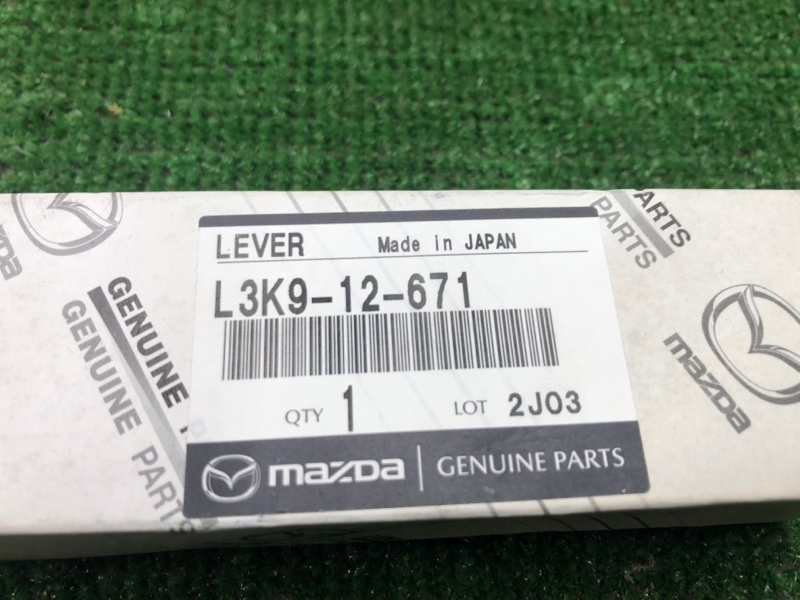 LEVER Made in JAPAN
L3K9-12-671
QTY 1 LOT 2J03
mazda GENUINE PARTS
mazda
GENUINE PARTS
GENUINE
PARTS
PARTS
mazda